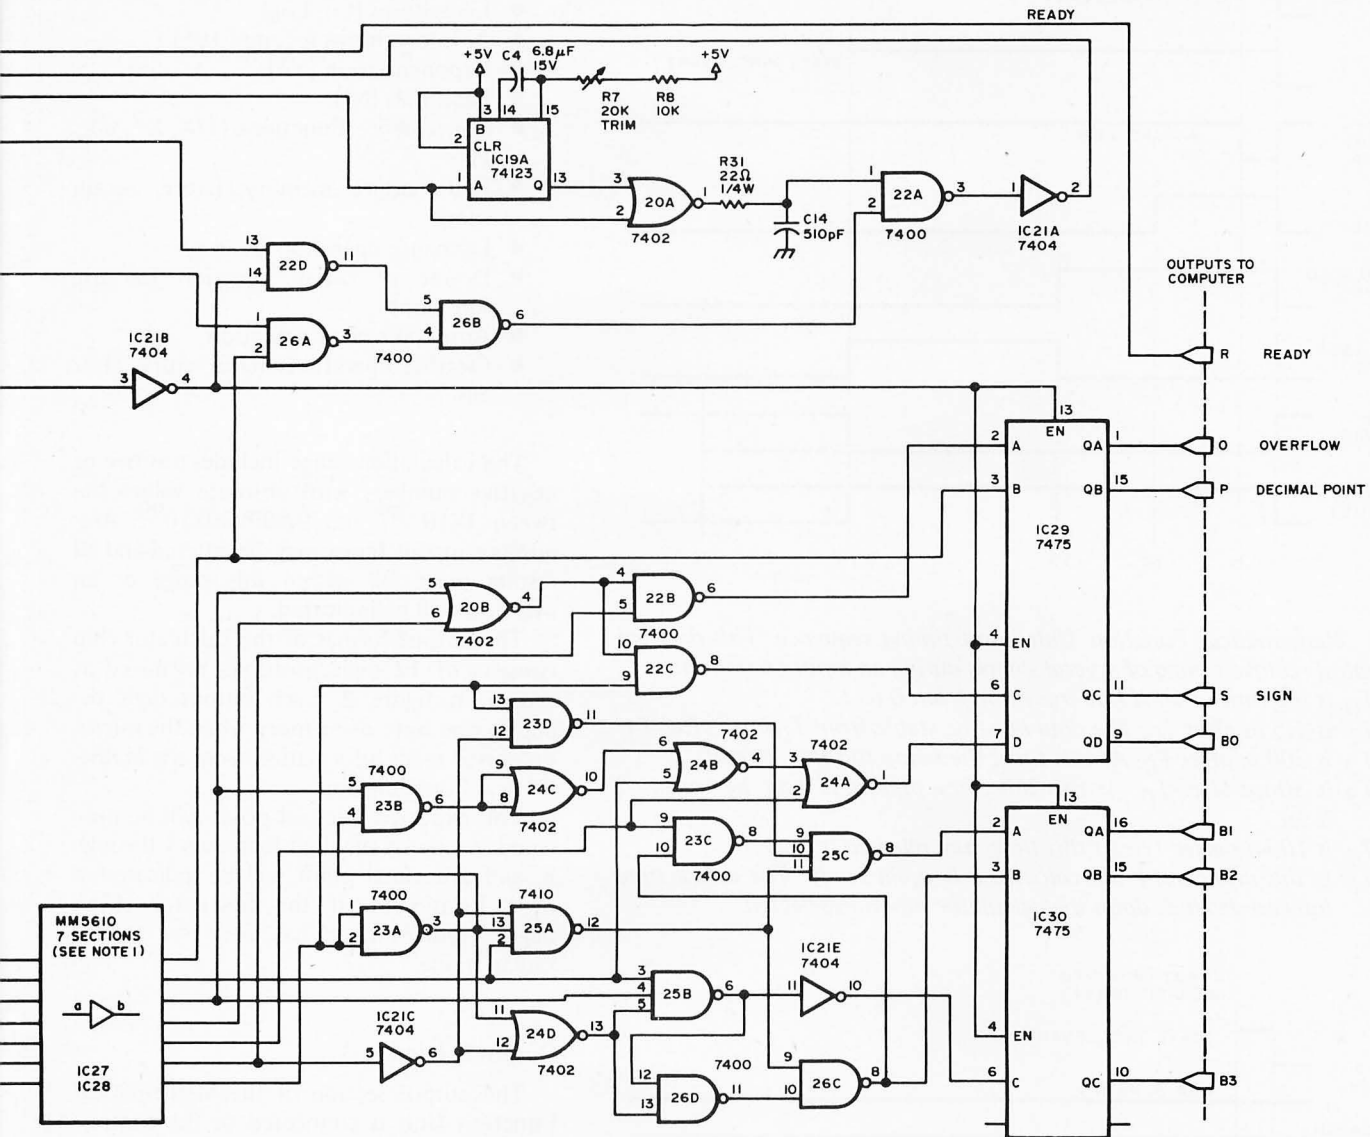 READY
+5V
C4
6.8µF
15V
+5V
3
14
15
R7
20K
TRIM
R8
10K
B
2
CLR
IC19A
74123
1
A
Q
13
3
2
20A
1
7402
R31
22Ω
1/4W
C14
510pF
1
2
22A
3
7400
1
2
IC21A
7404
OUTPUTS TO
COMPUTER
13
14
22D
11
5
4
26B
6
1
2
26A
3
7400
IC21B
7404
3
4
R READY
13
EN
2
A
QA
1
O OVERFLOW
3
B
QB
15
P DECIMAL POINT
IC29
7475
4
EN
6
C
QC
11
S SIGN
7
D
QD
9
B0
5
6
20B
4
7402
4
5
22B
6
7400
10
9
22C
8
13
12
23D
11
7402
6
5
24B
4
7402
3
2
24A
1
9
8
24C
10
7402
7400
5
4
23B
6
9
10
23C
8
7400
9
10
11
25C
8
13
EN
2
A
QA
16
B1
3
B
QB
15
B2
IC30
7475
4
EN
6
C
QC
10
B3
7400
1
2
23A
3
7410
1
13
2
25A
12
MM5610
7 SECTIONS
(SEE NOTE 1)
a
b
IC27
IC28
3
4
5
25B
6
IC21E
7404
11
10
IC21C
7404
5
6
11
12
24D
13
7402
7400
12
13
26D
11
9
10
26C
8